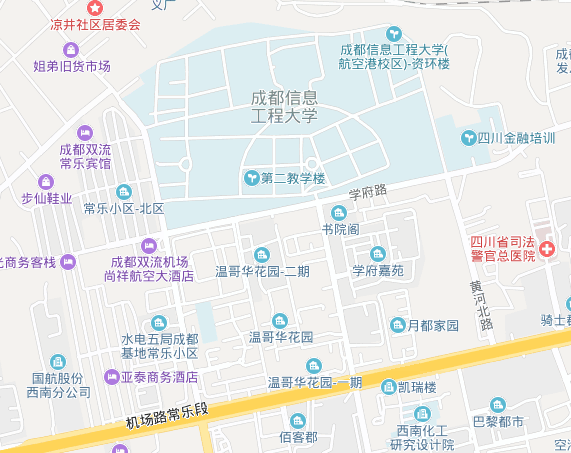 义厂
凉井社区居委会
姐弟旧货市场
成都信息工程大学(
航空港校区)-资环楼
成都信息
工程大学
四川金融培训
成都双流
常乐宾馆
第二教学楼
步仙鞋业
常乐小区-北区
学府路
书院阁
四川省司法
警官总医院
商务客栈
成都双流机场
尚祥航空大酒店
温哥华花园-二期
学府嘉苑
黄河北路
骑士
月都家园
温哥华花园
水电五局成都
基地常乐小区
国航股份
西南分公司
亚泰商务酒店
温哥华花园-一期
凯瑞楼
机场路常乐段
佰客郡
西南化工
研究设计院
巴黎都市
空